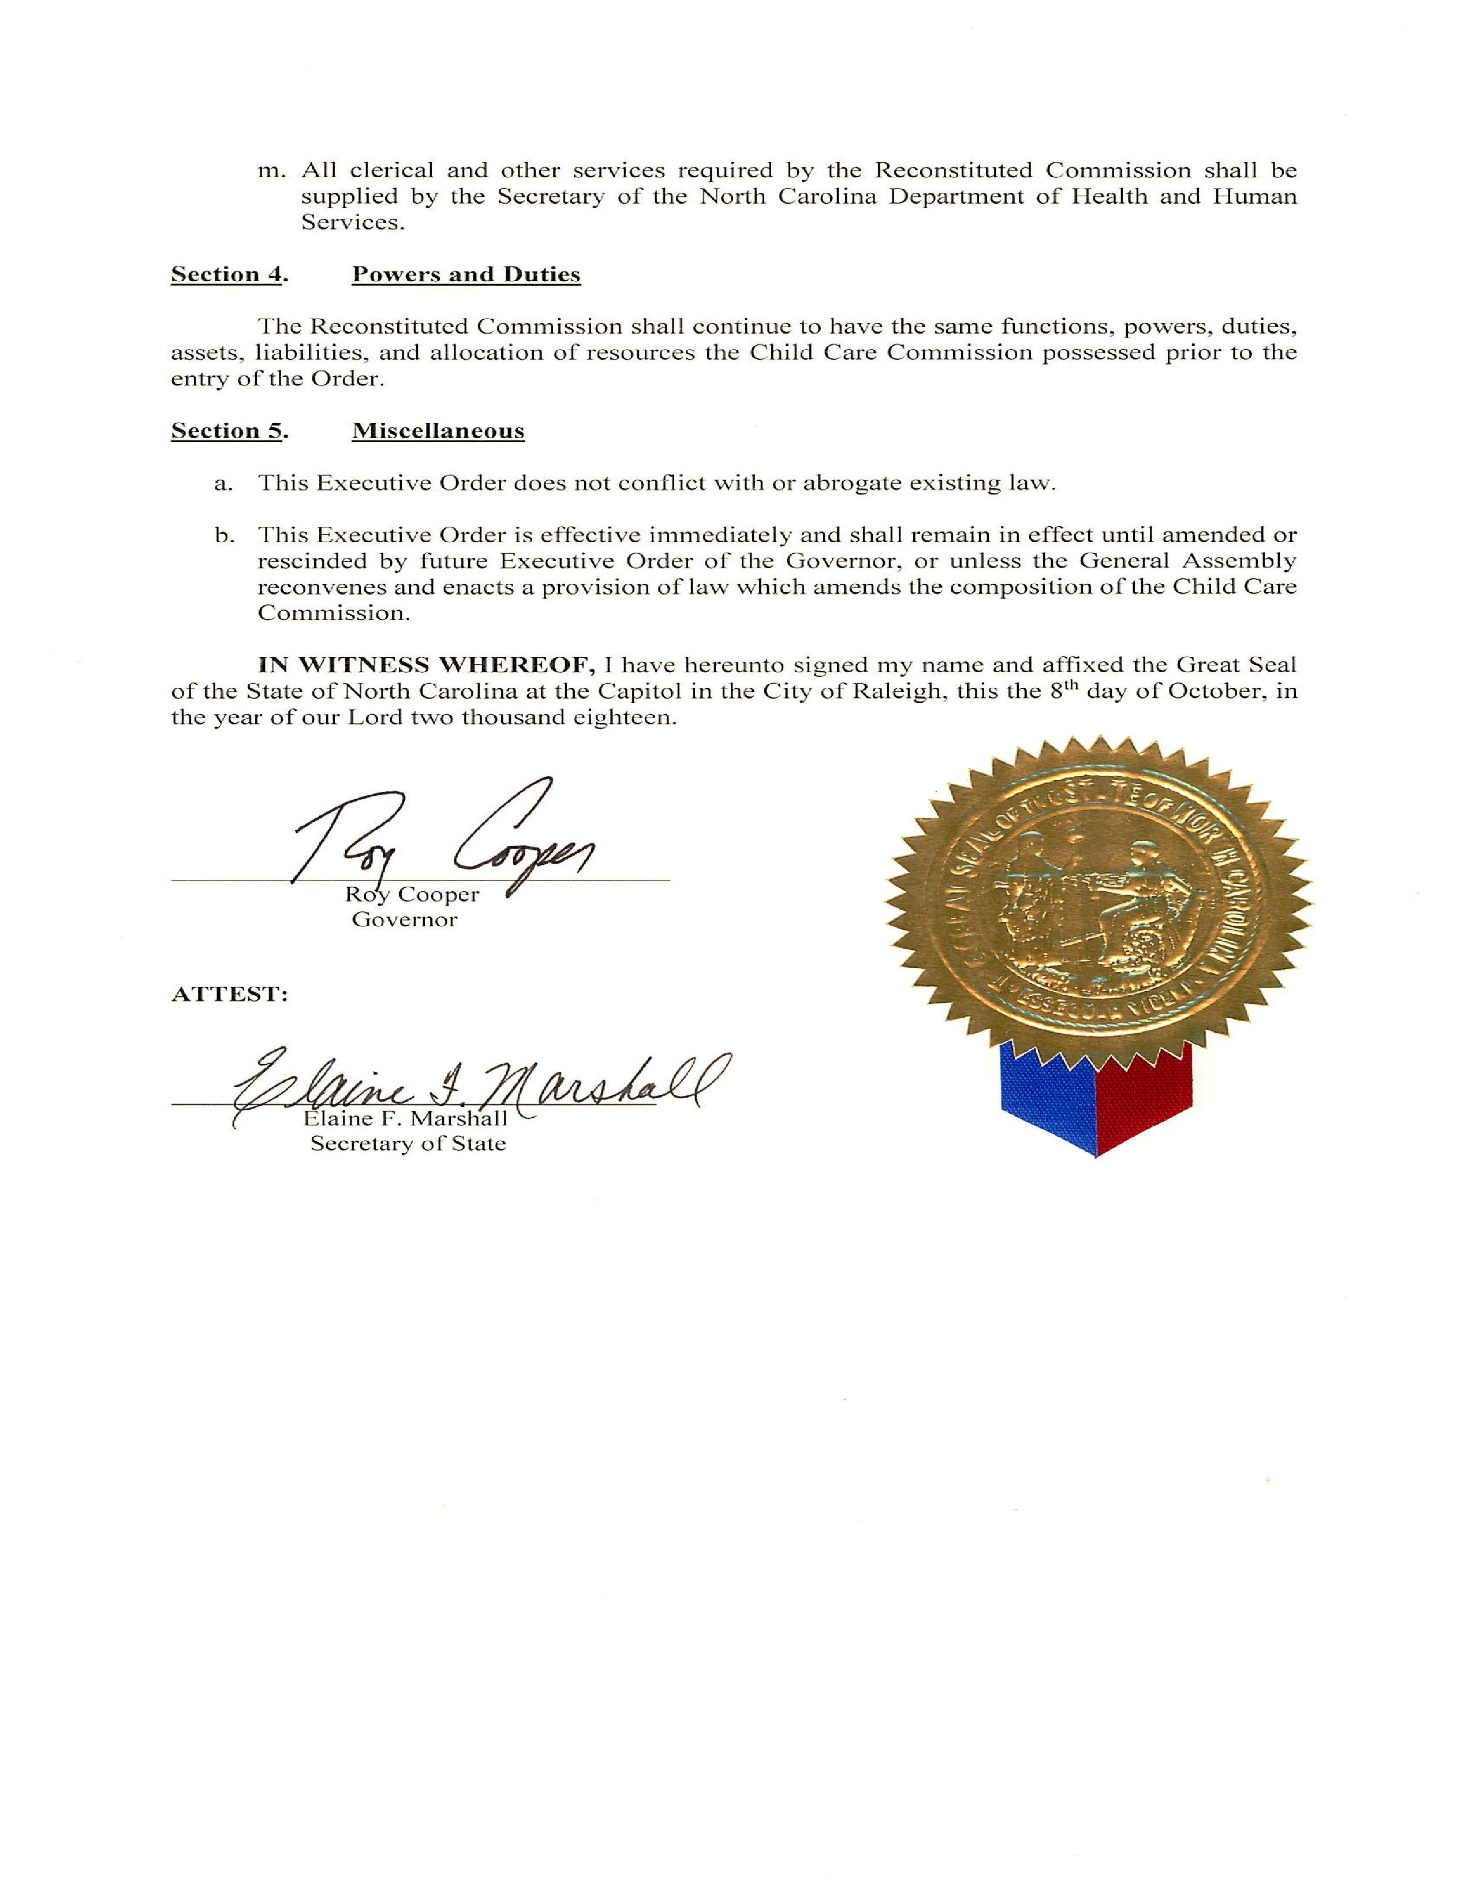 m. All clerical and other services required by the Reconstituted Commission shall be
supplied by the Secretary of the North Carolina Department of Health and Human
Services.
Section 4. Powers and Duties
The Reconstituted Commission shall continue to have the same functions, powers, duties,
assets, liabilities, and allocation of resources the Child Care Commission possessed prior to the
entry of the Order.
Section 5. Miscellaneous
a. This Executive Order does not conflict with or abrogate existing law.
b. This Executive Order is effective immediately and shall remain in effect until amended or
rescinded by future Executive Order of the Governor, or unless the General Assembly
reconvenes and enacts a provision of law which amends the composition of the Child Care
Commission.
IN WITNESS WHEREOF, I have hereunto signed my name and affixed the Great Seal
of the State of North Carolina at the Capitol in the City of Raleigh, this the 8th day of October, in
the year of our Lord two thousand eighteen.
Roy Cooper
Roy Cooper
Governor
ATTEST:
Elaine F. Marshall
Elaine F. Marshall
Secretary of State
GREAT SEAL OF THE STATE OF NORTH CAROLINA